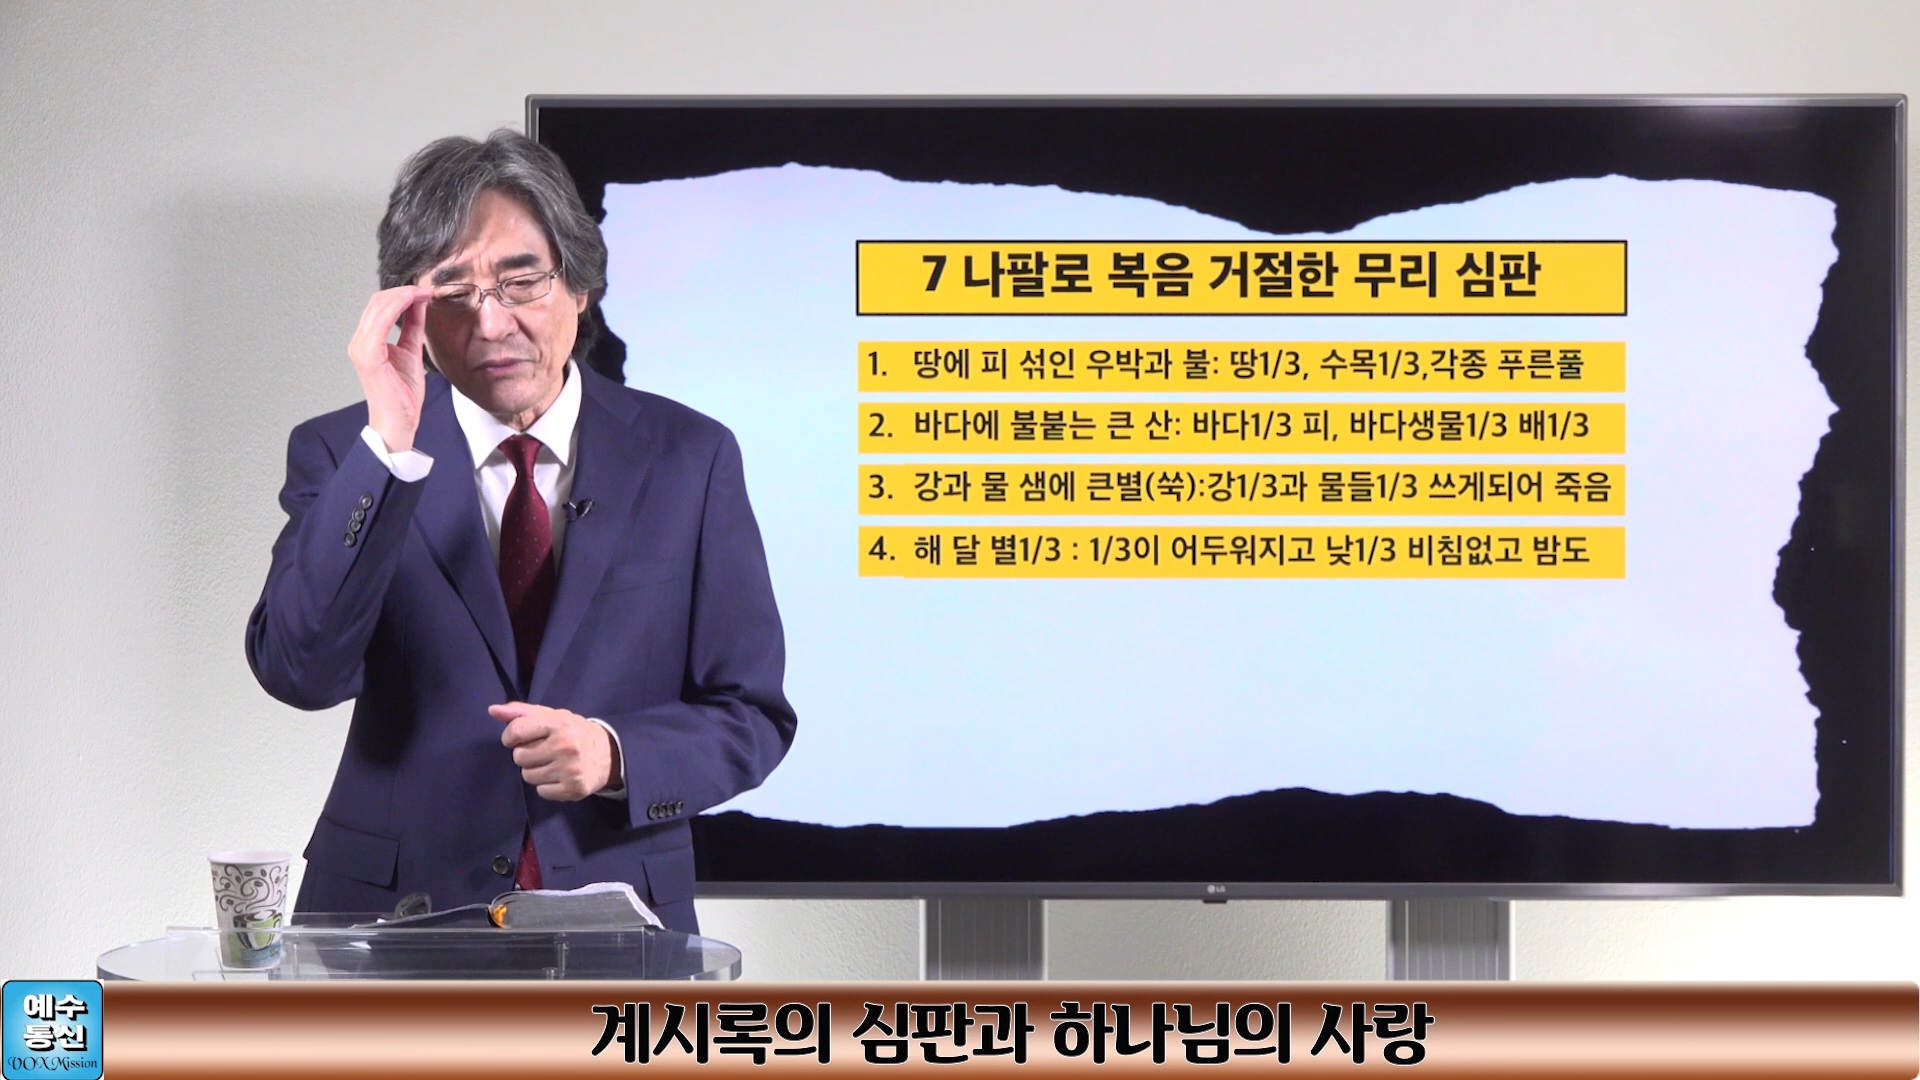 7 나팔로 복음 거절한 무리 심판
1. 땅에 피 섞인 우박과 불: 땅1/3, 수목1/3,각종 푸른풀
2. 바다에 불붙는 큰 산: 바다1/3 피, 바다생물1/3 배1/3
3. 강과 물 샘에 큰별(쑥):강1/3과 물들1/3 쓰게되어 죽음
4. 해 달 별1/3 : 1/3이 어두워지고 낮1/3 비침없고 밤도
LG
예수
통신
VOXMission
계시록의 심판과 하나님의 사랑